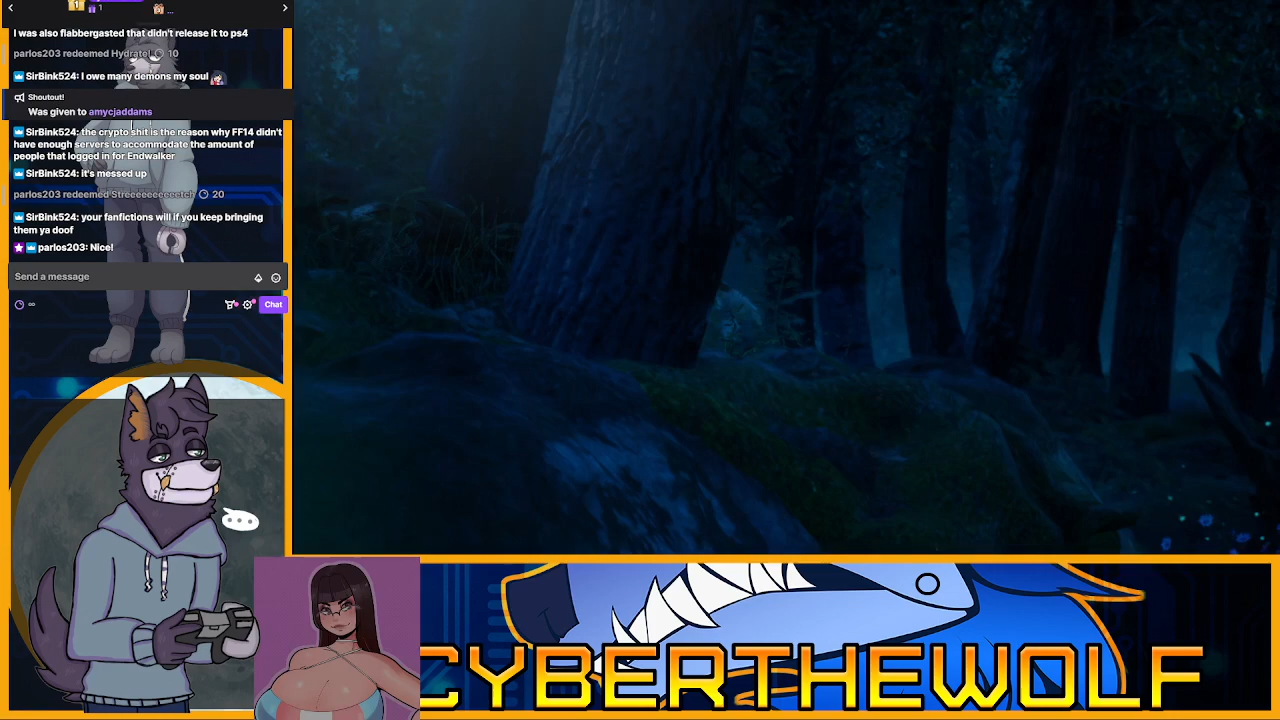 1
1
...
I was also flabbergasted that didn't release it to ps4
parlos203 redeemed Hydrate! 10
SirBink524: I owe many demons my soul
Shoutout!
Was given to amycjaddams
SirBink524: the crypto shit is the reason why FF14 didn't
have enough servers to accommodate the amount of
people that logged in for Endwalker
SirBink524: it's messed up
parlos203 redeemed Streeeeeeeeeetch 20
SirBink524: your fanfictions will if you keep bringing
them ya doof
parlos203: Nice!
Send a message
∞
Chat
CYBERTHEWOLF